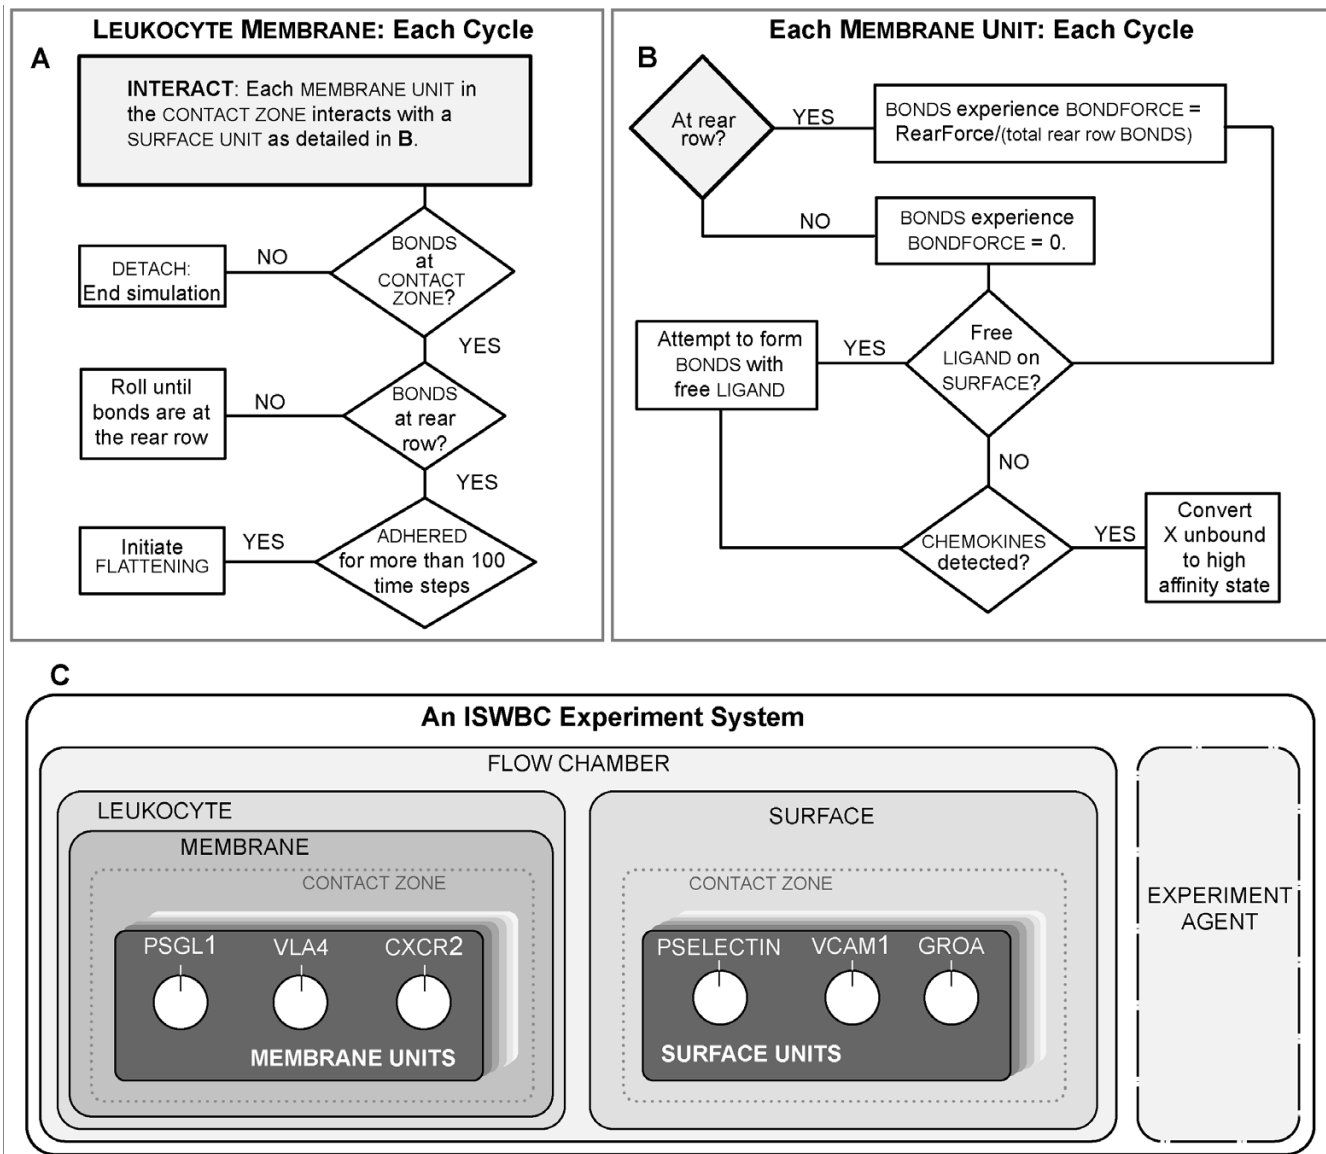 LEUKOCYTE MEMBRANE: Each Cycle
A
INTERACT: Each MEMBRANE UNIT in
the CONTACT ZONE interacts with a
SURFACE UNIT as detailed in B.
BONDS
at
CONTACT
ZONE?
NO
DETACH:
End simulation
YES
BONDS
at rear
row?
NO
Roll until
bonds are at
the rear row
YES
ADHERED
for more than 100
time steps
YES
Initiate
FLATTENING
Each MEMBRANE UNIT: Each Cycle
B
At rear
row?
YES
BONDS experience BONDFORCE =
RearForce/(total rear row BONDS)
NO
BONDS experience
BONDFORCE = 0.
Free
LIGAND on
SURFACE?
YES
Attempt to form
BONDS with
free LIGAND
NO
CHEMOKINES
detected?
YES
Convert
X unbound
to high
affinity state
C
An ISWBC Experiment System
FLOW CHAMBER
LEUKOCYTE
MEMBRANE
CONTACT ZONE
PSGL1 VLA4 CXCR2
MEMBRANE UNITS
SURFACE
CONTACT ZONE
PSELECTIN VCAM1 GROA
SURFACE UNITS
EXPERIMENT
AGENT